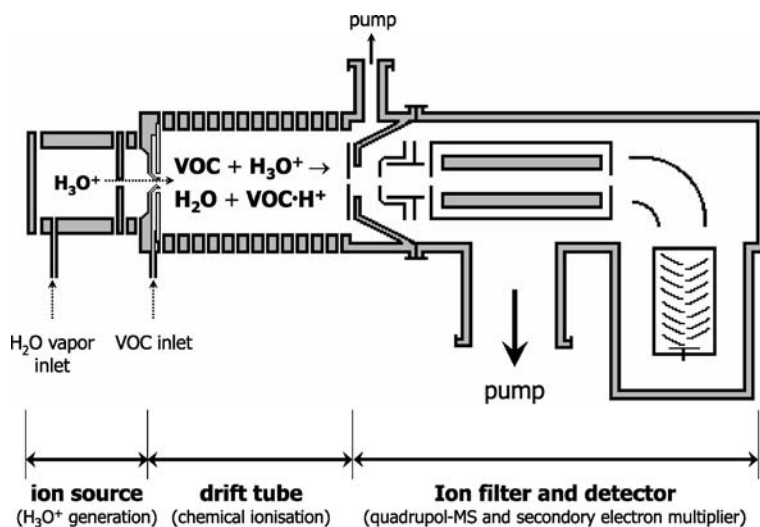 pump
VOC + H₃O⁺ →
H₃O⁺
H₂O + VOC·H⁺
H₂O vapor
inlet
VOC inlet
pump
ion source
(H₃O⁺ generation)
drift tube
(chemical ionisation)
Ion filter and detector
(quadrupol-MS and secondory electron multiplier)